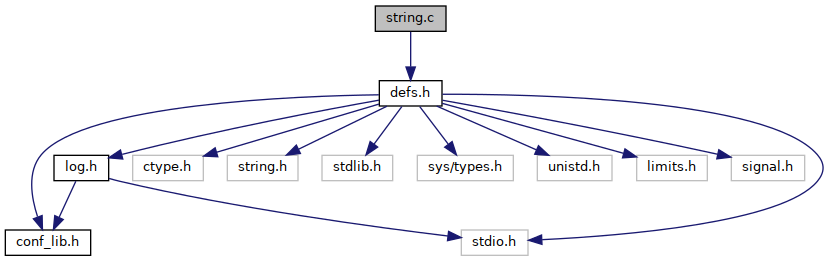 string.c
defs.h
log.h
ctype.h
string.h
stdlib.h
sys/types.h
unistd.h
limits.h
signal.h
conf_lib.h
stdio.h